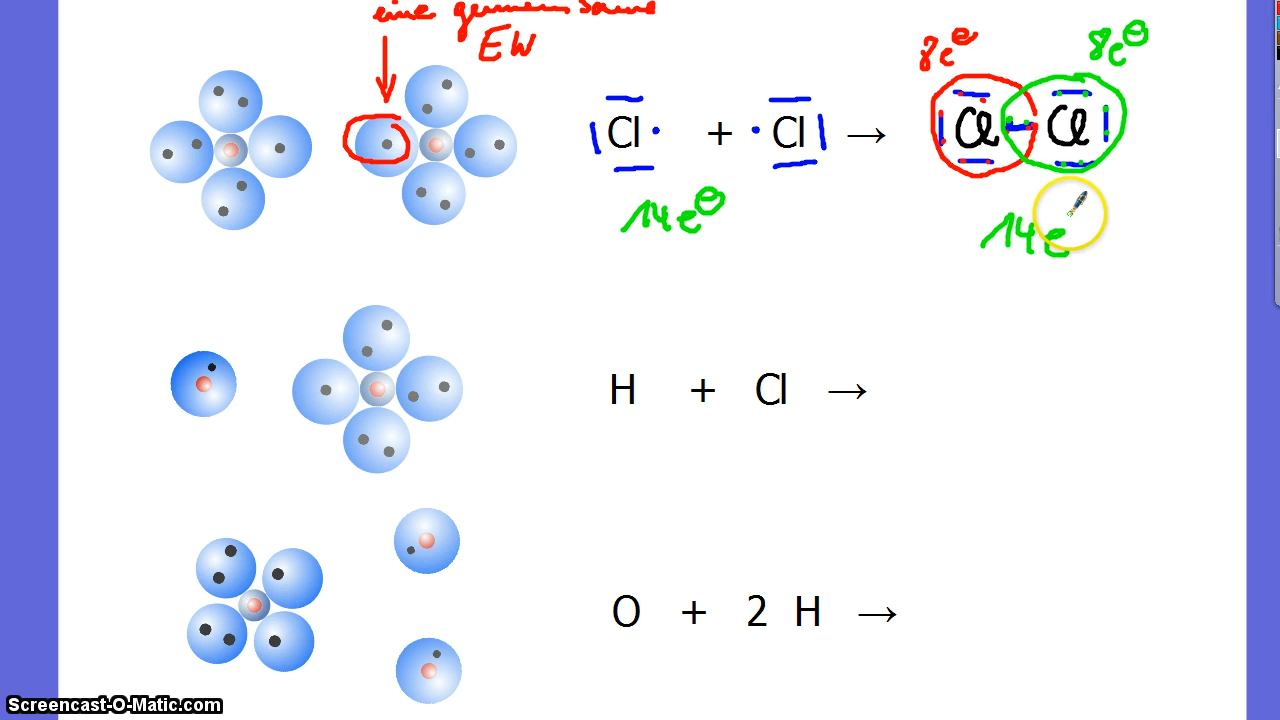 eine gemeinsame
EW
8e⊖ 8e⊖
Cl · + · Cl → Cl - Cl
14e⊖ 14e
H + Cl →
O + 2 H →
Screencast-O-Matic.com